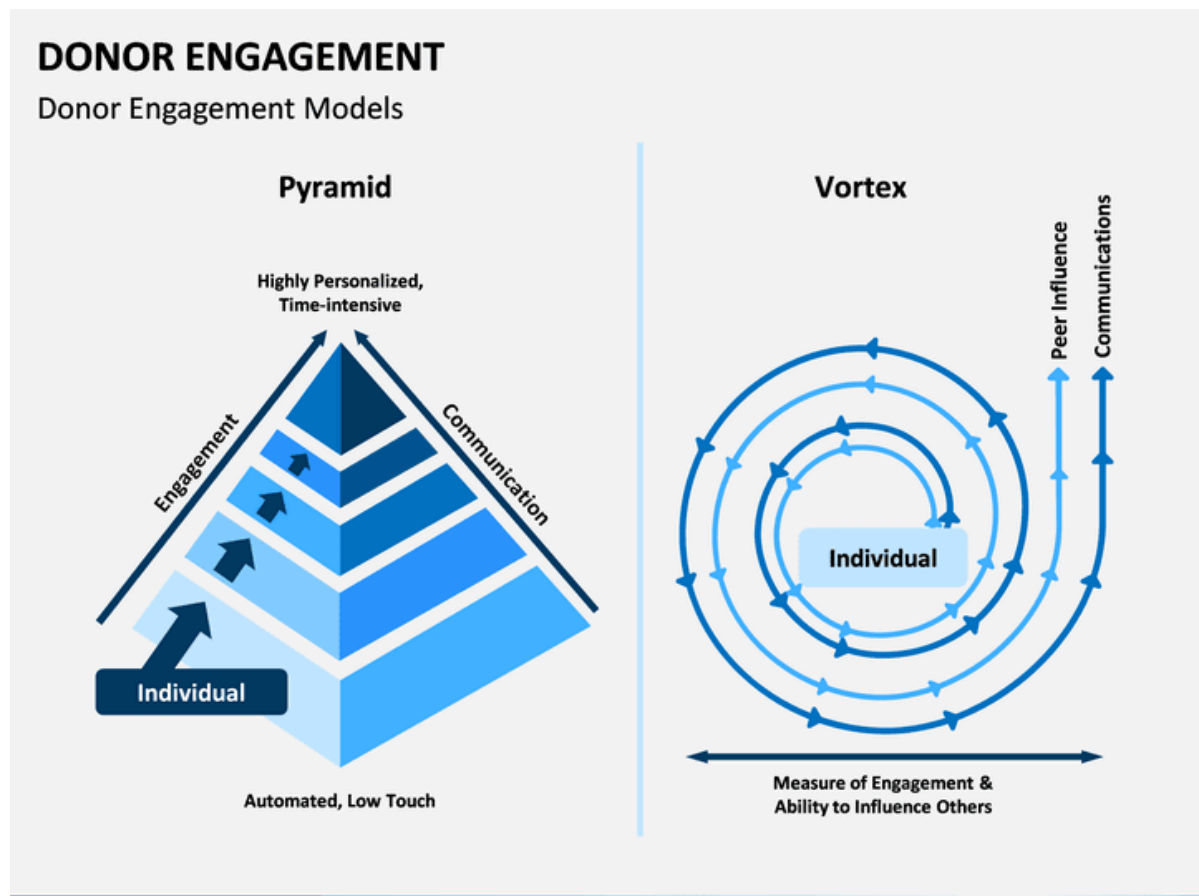 DONOR ENGAGEMENT
Donor Engagement Models
Pyramid
Highly Personalized,
Time-intensive
Engagement
Communication
Individual
Automated, Low Touch
Vortex
Peer Influence
Communications
Individual
Measure of Engagement &
Ability to Influence Others